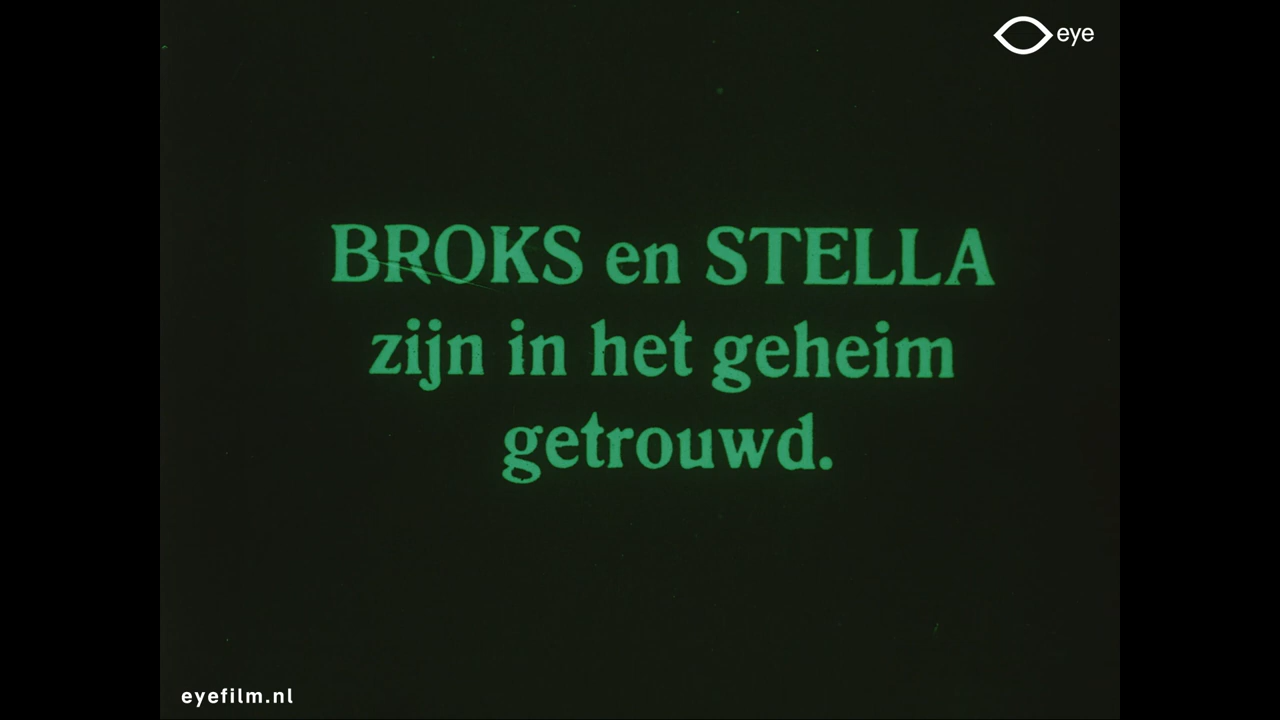 eye
BROKS en STELLA
zijn in het geheim
getrouwd.
eyefilm.nl